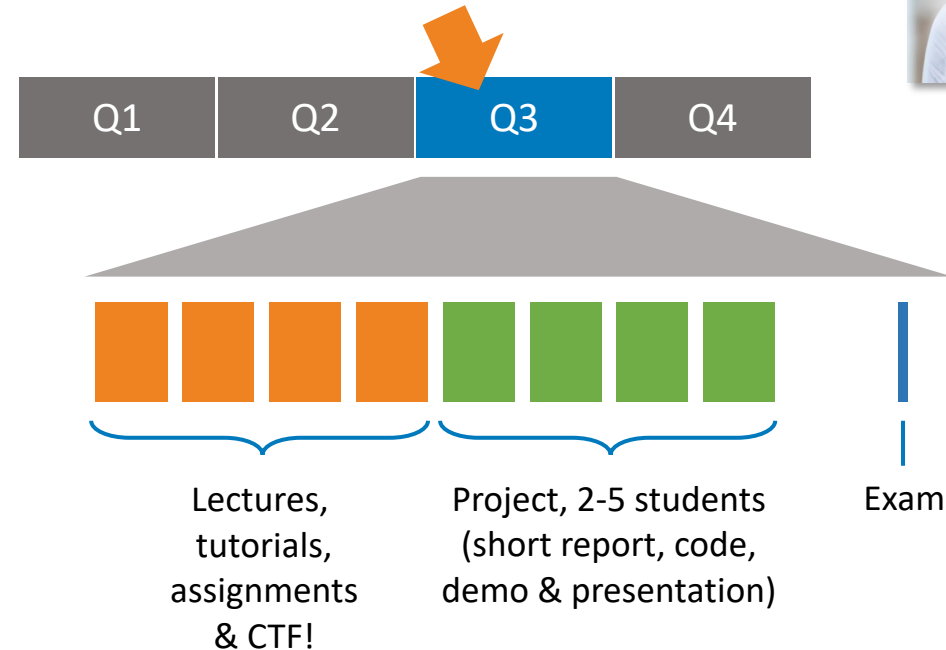 Q1 Q2 Q3 Q4
Lectures,
tutorials,
assignments
& CTF!
Project, 2-5 students
(short report, code,
demo & presentation)
Exam